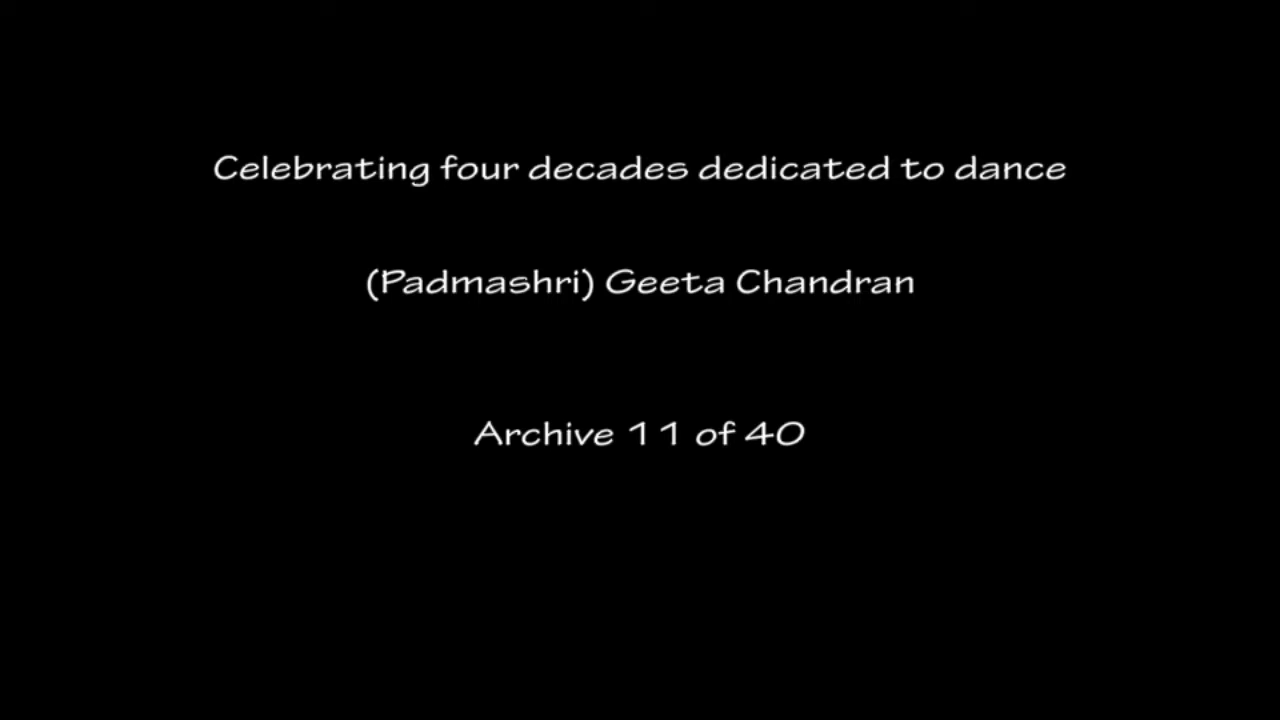 Celebrating four decades dedicated to dance
(Padmashri) Geeta Chandran
Archive 11 of 40